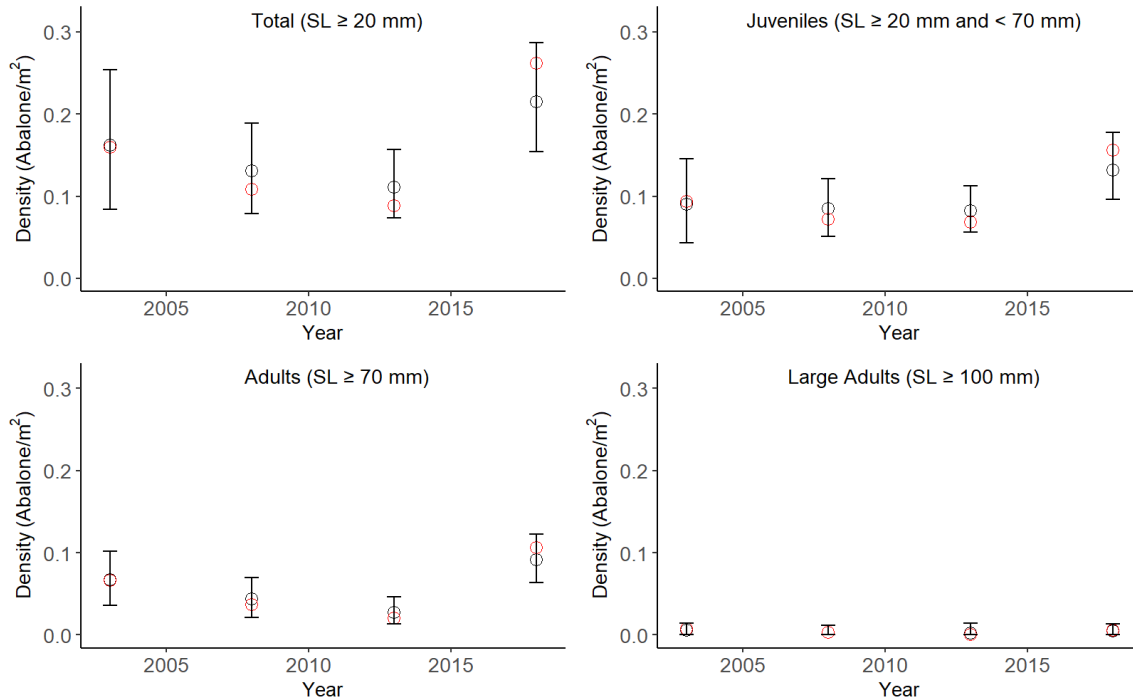 Total (SL ≥ 20 mm)
0.3
0.2
0.1
0.0
Density (Abalone/m²)
2005 2010 2015
Year
Juveniles (SL ≥ 20 mm and < 70 mm)
0.3
0.2
0.1
0.0
Density (Abalone/m²)
2005 2010 2015
Year
Adults (SL ≥ 70 mm)
0.3
0.2
0.1
0.0
Density (Abalone/m²)
2005 2010 2015
Year
Large Adults (SL ≥ 100 mm)
0.3
0.2
0.1
0.0
Density (Abalone/m²)
2005 2010 2015
Year